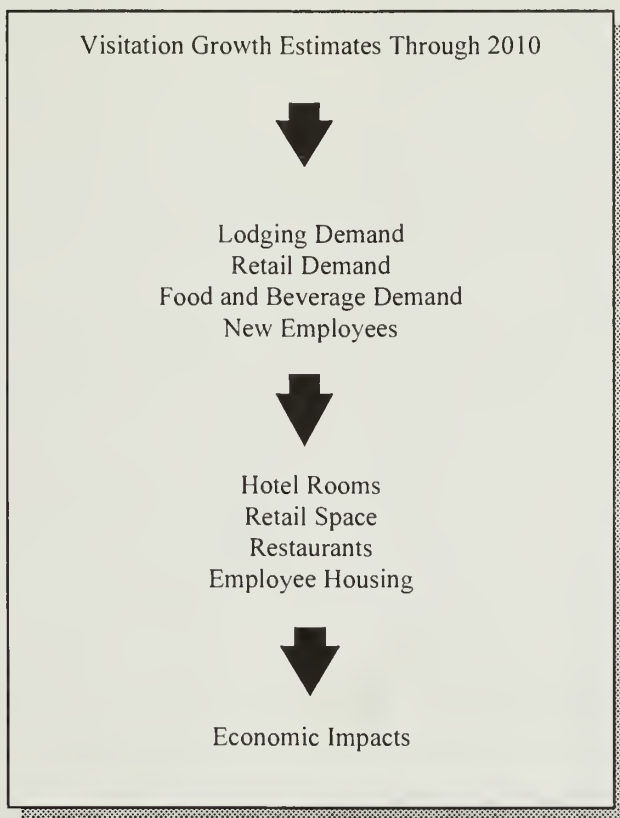 Visitation Growth Estimates Through 2010
Lodging Demand
Retail Demand
Food and Beverage Demand
New Employees
Hotel Rooms
Retail Space
Restaurants
Employee Housing
Economic Impacts